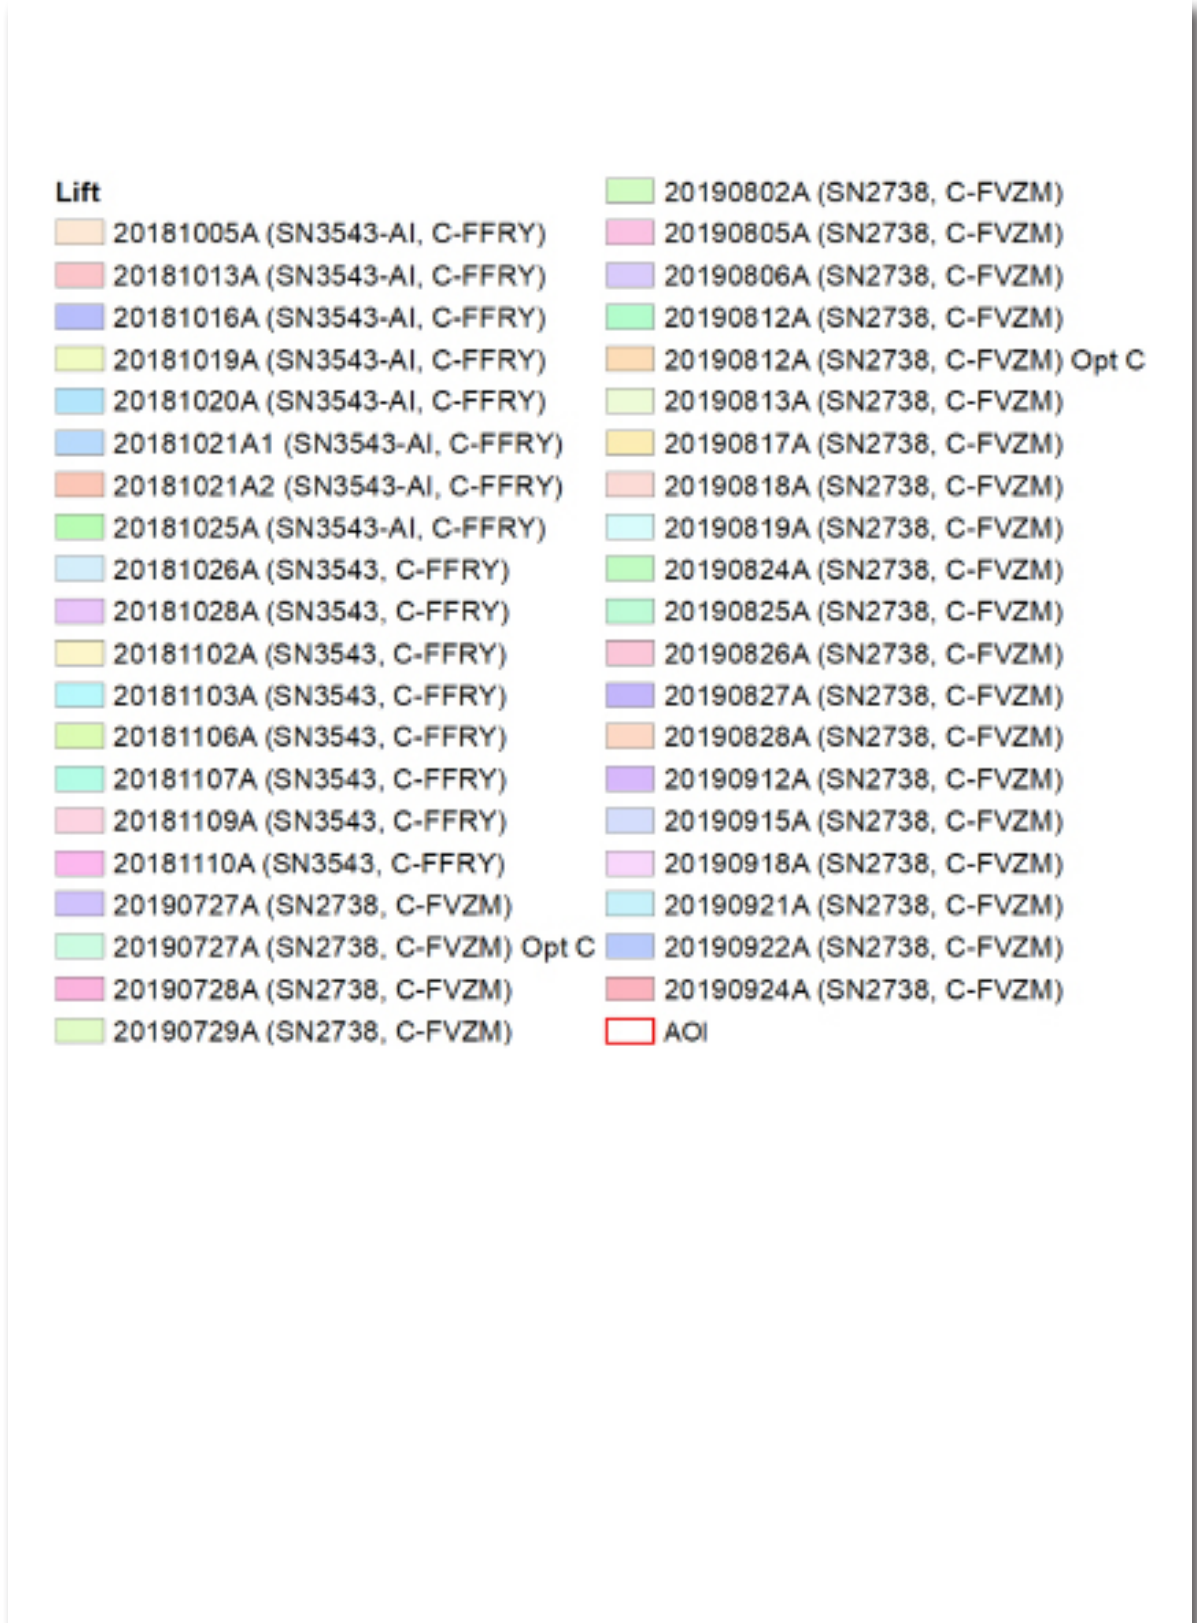 Lift
20181005A (SN3543-AI, C-FFRY)
20181013A (SN3543-AI, C-FFRY)
20181016A (SN3543-AI, C-FFRY)
20181019A (SN3543-AI, C-FFRY)
20181020A (SN3543-AI, C-FFRY)
20181021A1 (SN3543-AI, C-FFRY)
20181021A2 (SN3543-AI, C-FFRY)
20181025A (SN3543-AI, C-FFRY)
20181026A (SN3543, C-FFRY)
20181028A (SN3543, C-FFRY)
20181102A (SN3543, C-FFRY)
20181103A (SN3543, C-FFRY)
20181106A (SN3543, C-FFRY)
20181107A (SN3543, C-FFRY)
20181109A (SN3543, C-FFRY)
20181110A (SN3543, C-FFRY)
20190727A (SN2738, C-FVZM)
20190727A (SN2738, C-FVZM) Opt C
20190728A (SN2738, C-FVZM)
20190729A (SN2738, C-FVZM)
20190802A (SN2738, C-FVZM)
20190805A (SN2738, C-FVZM)
20190806A (SN2738, C-FVZM)
20190812A (SN2738, C-FVZM)
20190812A (SN2738, C-FVZM) Opt C
20190813A (SN2738, C-FVZM)
20190817A (SN2738, C-FVZM)
20190818A (SN2738, C-FVZM)
20190819A (SN2738, C-FVZM)
20190824A (SN2738, C-FVZM)
20190825A (SN2738, C-FVZM)
20190826A (SN2738, C-FVZM)
20190827A (SN2738, C-FVZM)
20190828A (SN2738, C-FVZM)
20190912A (SN2738, C-FVZM)
20190915A (SN2738, C-FVZM)
20190918A (SN2738, C-FVZM)
20190921A (SN2738, C-FVZM)
20190922A (SN2738, C-FVZM)
20190924A (SN2738, C-FVZM)
AOI